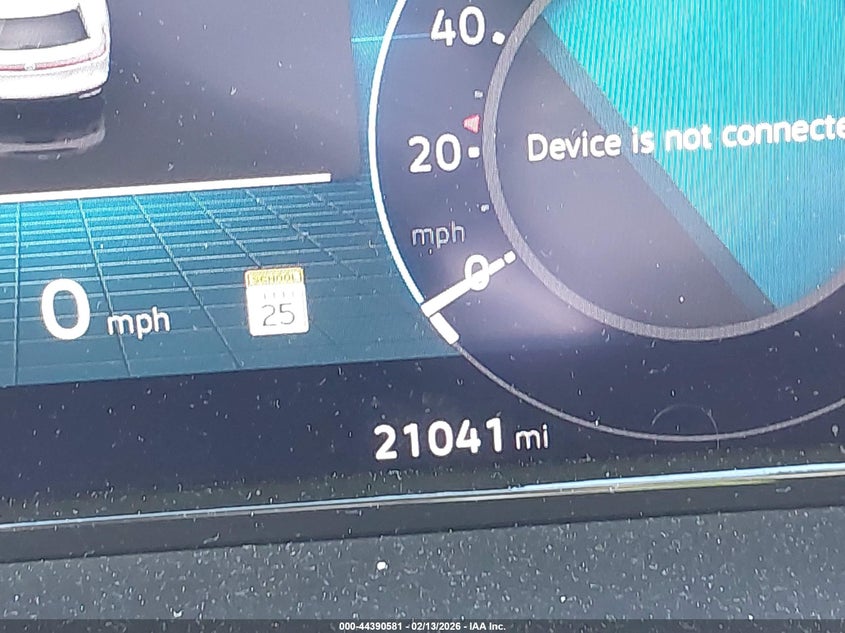 40
20
Device is not connecte
mph
0
0 mph
SCHOOL
25
21041 mi
000-44390581 - 02/13/2026 - IAA Inc.